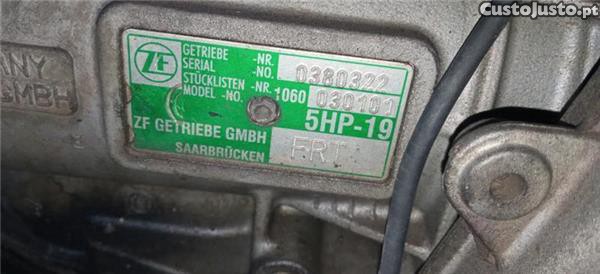 CustoJusto.pt
ANY
GMBH
ZF
GETRIEBE -NR.
SERIAL -NO.
0380322
STÜCKLISTEN -NR.
MODEL -NO.
1060
030101
5HP-19
ZF GETRIEBE GMBH
SAARBRÜCKEN
FRT